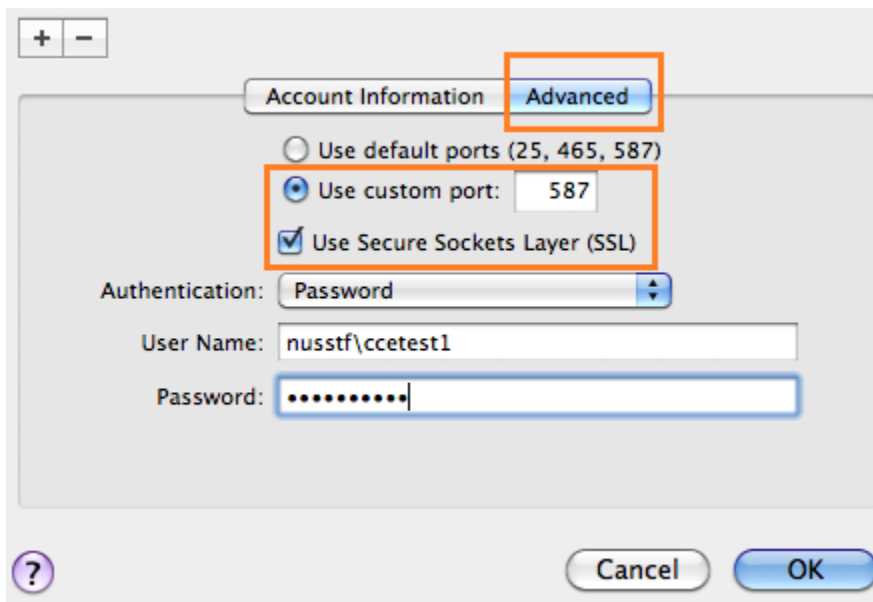 + −
Account Information Advanced
Use default ports (25, 465, 587)
Use custom port: 587
Use Secure Sockets Layer (SSL)
Authentication: Password
User Name: nusstf\ccetest1
Password: ••••••••••
? Cancel OK